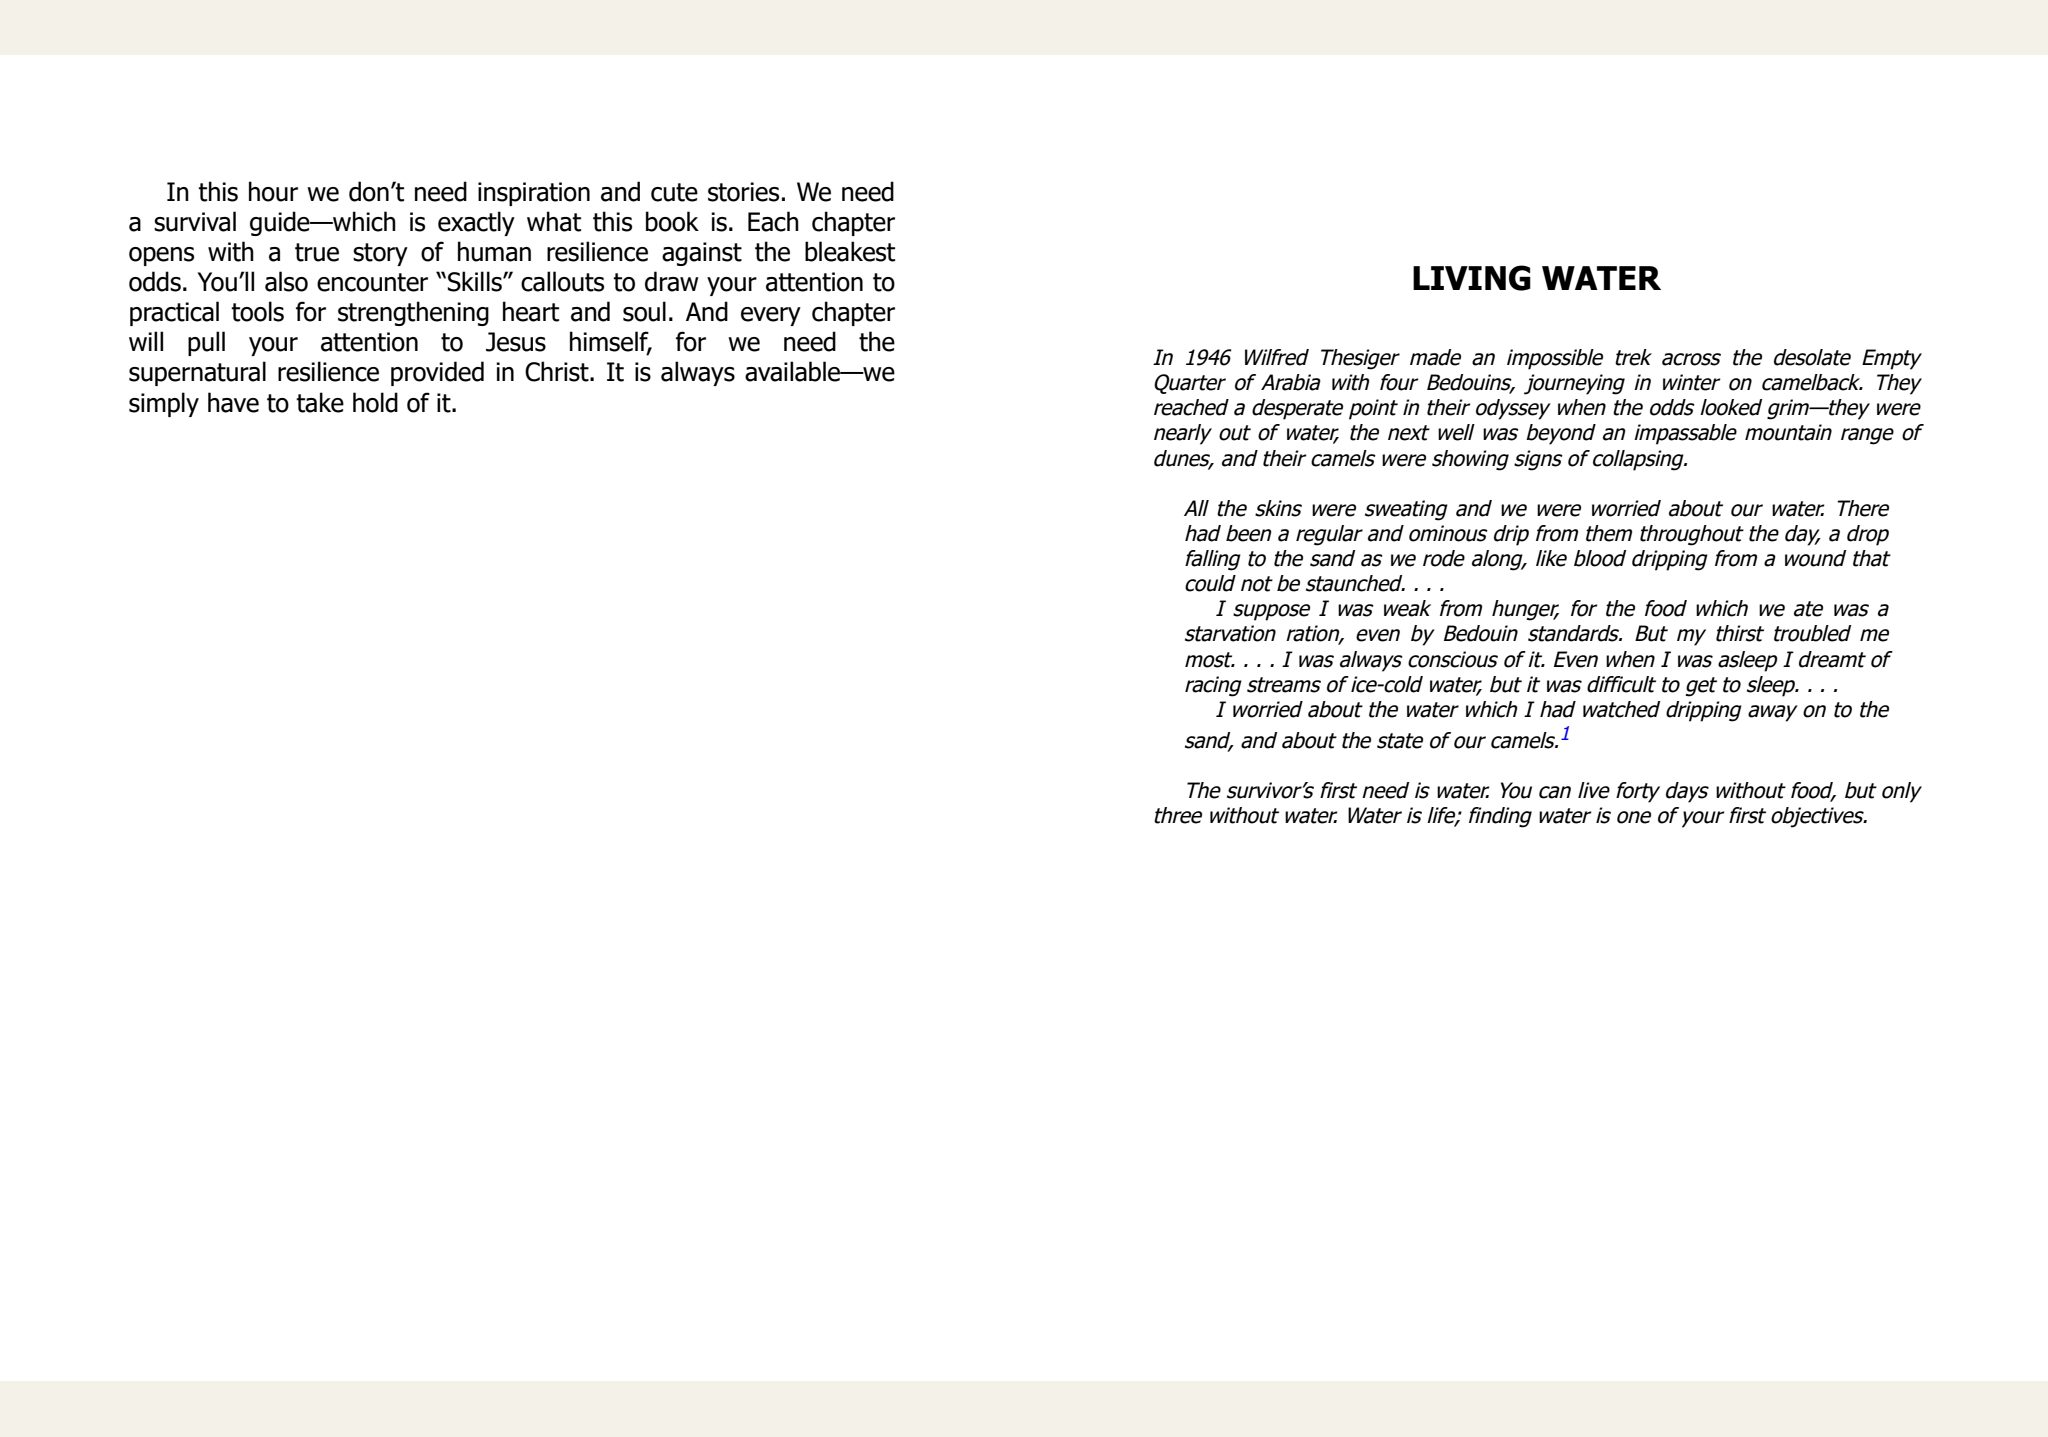 In this hour we don’t need inspiration and cute stories. We need
a survival guide—which is exactly what this book is. Each chapter
opens with a true story of human resilience against the bleakest
odds. You’ll also encounter “Skills” callouts to draw your attention to
practical tools for strengthening heart and soul. And every chapter
will pull your attention to Jesus himself, for we need the
supernatural resilience provided in Christ. It is always available—we
simply have to take hold of it.
LIVING WATER
In 1946 Wilfred Thesiger made an impossible trek across the desolate Empty
Quarter of Arabia with four Bedouins, journeying in winter on camelback. They
reached a desperate point in their odyssey when the odds looked grim—they were
nearly out of water, the next well was beyond an impassable mountain range of
dunes, and their camels were showing signs of collapsing.
All the skins were sweating and we were worried about our water. There
had been a regular and ominous drip from them throughout the day, a drop
falling to the sand as we rode along, like blood dripping from a wound that
could not be staunched. . . .
I suppose I was weak from hunger, for the food which we ate was a
starvation ration, even by Bedouin standards. But my thirst troubled me
most. . . . I was always conscious of it. Even when I was asleep I dreamt of
racing streams of ice-cold water, but it was difficult to get to sleep. . . .
I worried about the water which I had watched dripping away on to the
sand, and about the state of our camels.1
The survivor’s first need is water. You can live forty days without food, but only
three without water. Water is life; finding water is one of your first objectives.